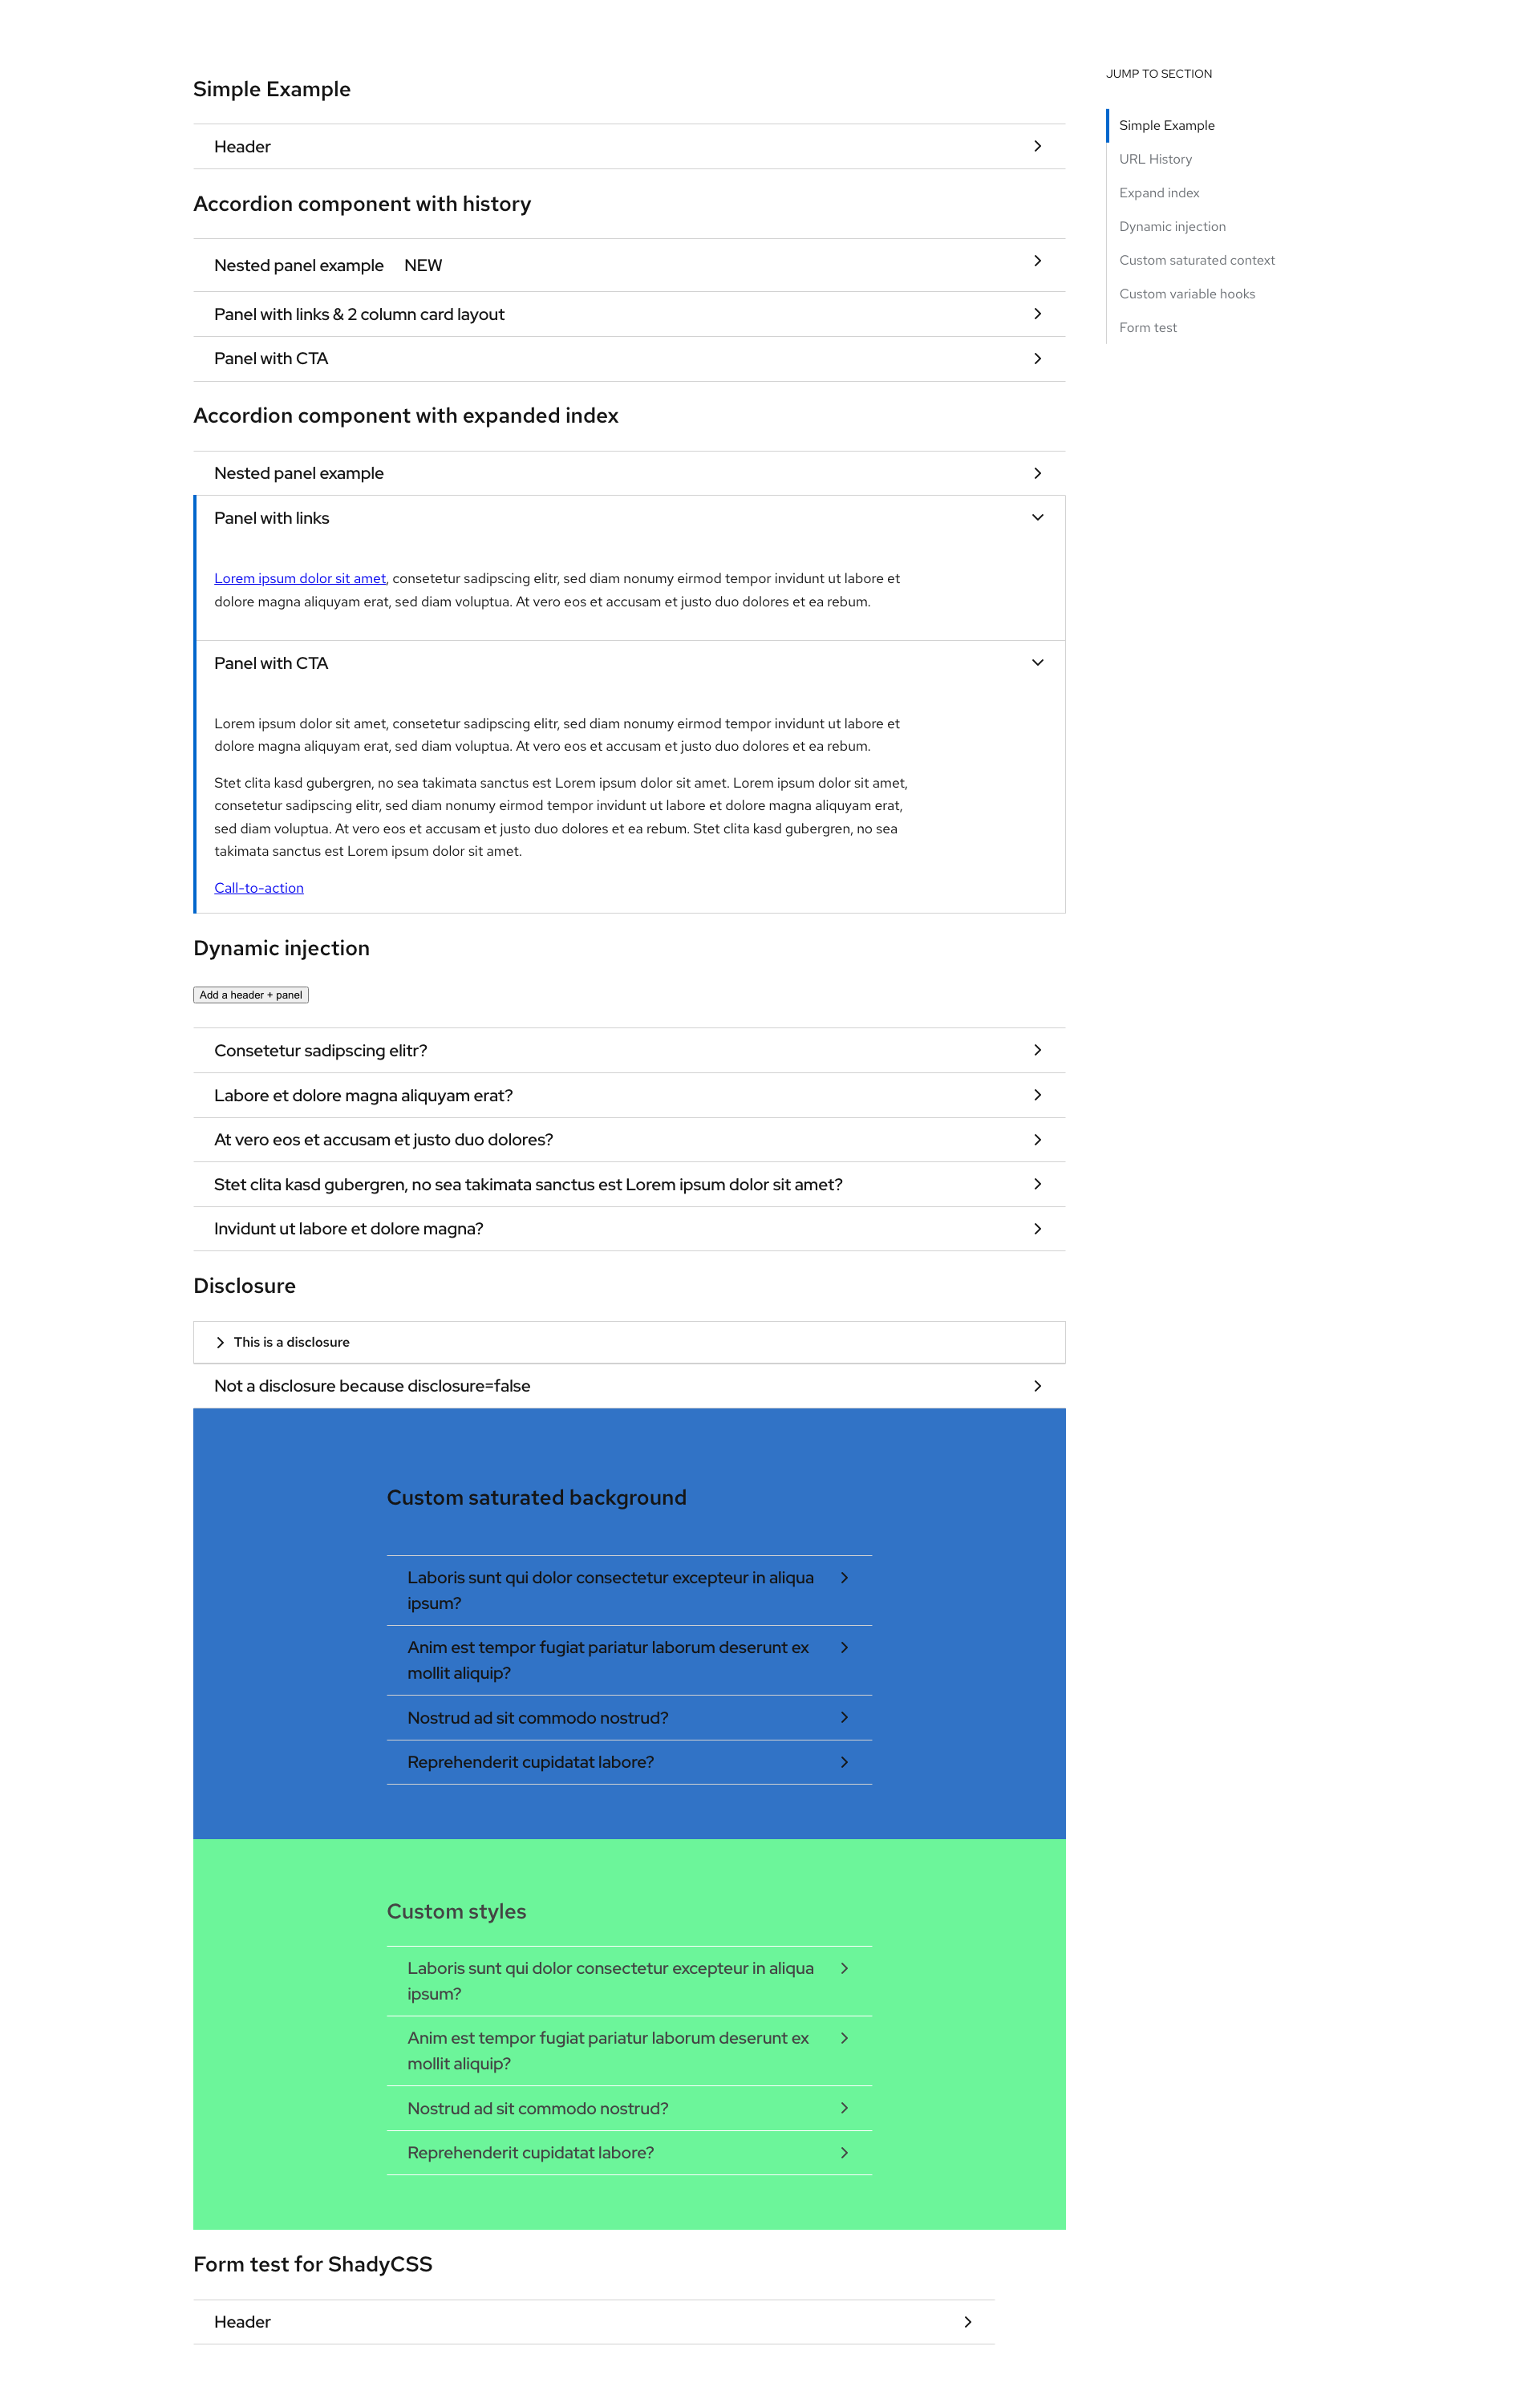 Simple Example
Header
Accordion component with history
Nested panel example NEW
Panel with links & 2 column card layout
Panel with CTA
Accordion component with expanded index
Nested panel example
Panel with links
Lorem ipsum dolor sit amet, consetetur sadipscing elitr, sed diam nonumy eirmod tempor invidunt ut labore et
dolore magna aliquyam erat, sed diam voluptua. At vero eos et accusam et justo duo dolores et ea rebum.
Panel with CTA
Lorem ipsum dolor sit amet, consetetur sadipscing elitr, sed diam nonumy eirmod tempor invidunt ut labore et
dolore magna aliquyam erat, sed diam voluptua. At vero eos et accusam et justo duo dolores et ea rebum.
Stet clita kasd gubergren, no sea takimata sanctus est Lorem ipsum dolor sit amet. Lorem ipsum dolor sit amet,
consetetur sadipscing elitr, sed diam nonumy eirmod tempor invidunt ut labore et dolore magna aliquyam erat,
sed diam voluptua. At vero eos et accusam et justo duo dolores et ea rebum. Stet clita kasd gubergren, no sea
takimata sanctus est Lorem ipsum dolor sit amet.
Call-to-action
Dynamic injection
Add a header + panel
Consetetur sadipscing elitr?
Labore et dolore magna aliquyam erat?
At vero eos et accusam et justo duo dolores?
Stet clita kasd gubergren, no sea takimata sanctus est Lorem ipsum dolor sit amet?
Invidunt ut labore et dolore magna?
Disclosure
This is a disclosure
Not a disclosure because disclosure=false
Custom saturated background
Laboris sunt qui dolor consectetur excepteur in aliqua
ipsum?
Anim est tempor fugiat pariatur laborum deserunt ex
mollit aliquip?
Nostrud ad sit commodo nostrud?
Reprehenderit cupidatat labore?
Custom styles
Laboris sunt qui dolor consectetur excepteur in aliqua
ipsum?
Anim est tempor fugiat pariatur laborum deserunt ex
mollit aliquip?
Nostrud ad sit commodo nostrud?
Reprehenderit cupidatat labore?
Form test for ShadyCSS
Header
JUMP TO SECTION
Simple Example
URL History
Expand index
Dynamic injection
Custom saturated context
Custom variable hooks
Form test